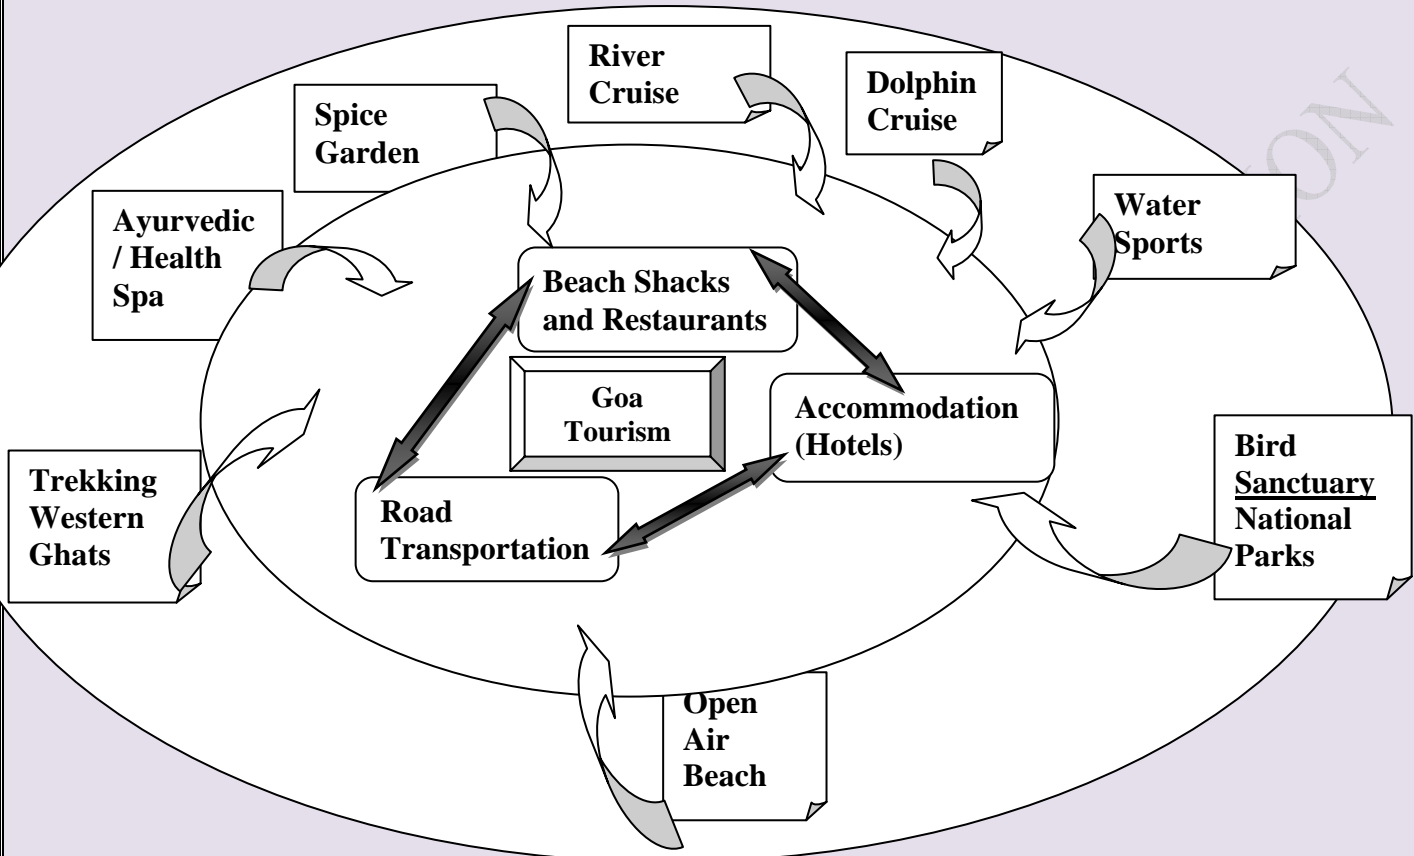 River
Cruise
Dolphin
Cruise
Spice
Garden
Water
Sports
Ayurvedic
/ Health
Spa
Beach Shacks
and Restaurants
Goa
Tourism
Accommodation
(Hotels)
Bird
Sanctuary
National
Parks
Trekking
Western
Ghats
Road
Transportation
Open
Air
Beach